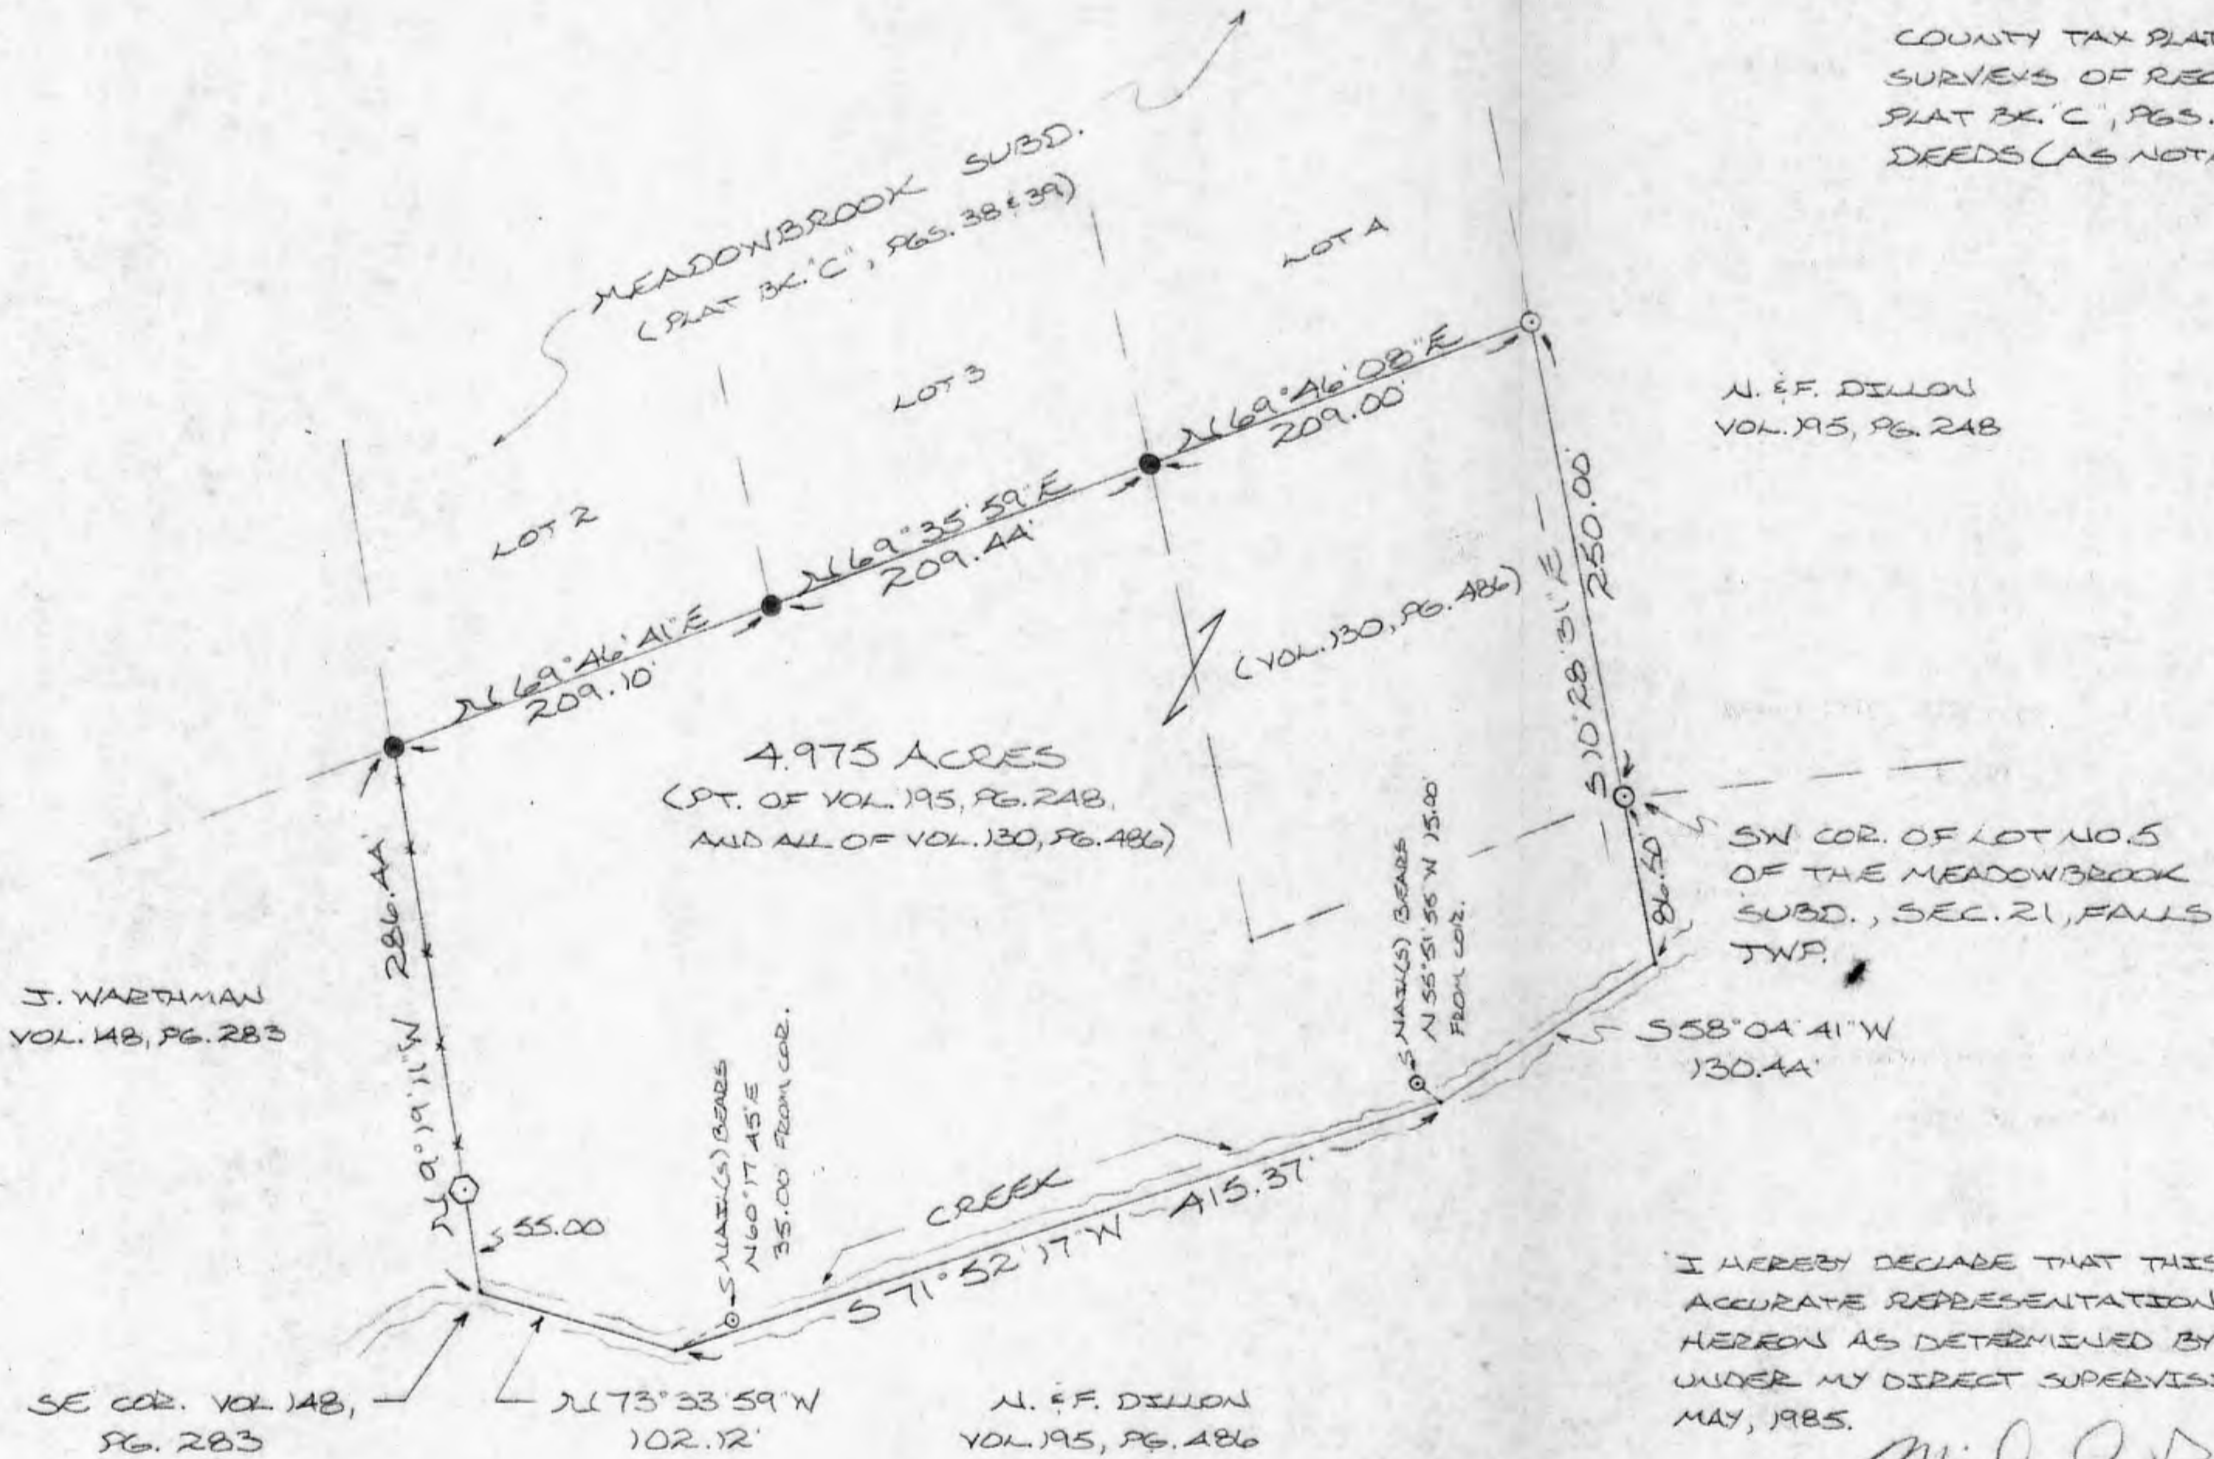 COUNTY TAX PLAT
SURVEYS OF REC
PLAT BK. "C", PGS.
DEEDS (AS NOT
MEADOWBROOK SUBD.
(PLAT BK. "C", PGS. 38 & 39)
LOT 4
LOT 3
LOT 2
N 69°46'08" E
209.00'
N 69°35'59" E
209.44'
N 69°46'41" E
209.10'
N. & F. DILLON
VOL. 195, PG. 248
S 10°28'31" E
250.00'
(VOL. 130, PG. 486)
4.975 ACRES
(PT. OF VOL. 195, PG. 248,
AND ALL OF VOL. 130, PG. 486)
SW COR. OF LOT NO. 5
OF THE MEADOWBROOK
SUBD., SEC. 21, FALLS
TWP.
86.50'
S NAIL(S) BEARS
N 55°51'55" W 15.00'
FROM COR.
N 9°19'11" W 286.44'
J. WARTHMAN
VOL. 148, PG. 283
S 58°04'41" W
130.44'
S NAIL(S) BEARS
N 60°17'45" E
35.00' FROM COR.
CREEK
S 71°52'17" W 415.37'
55.00
SE COR. VOL 148,
PG. 283
N 73°33'59" W
102.12'
N. & F. DILLON
VOL. 195, PG. 486
I HEREBY DECLARE THAT THIS
ACCURATE REPRESENTATION
HEREON AS DETERMINED BY
UNDER MY DIRECT SUPERVIS
MAY, 1985.